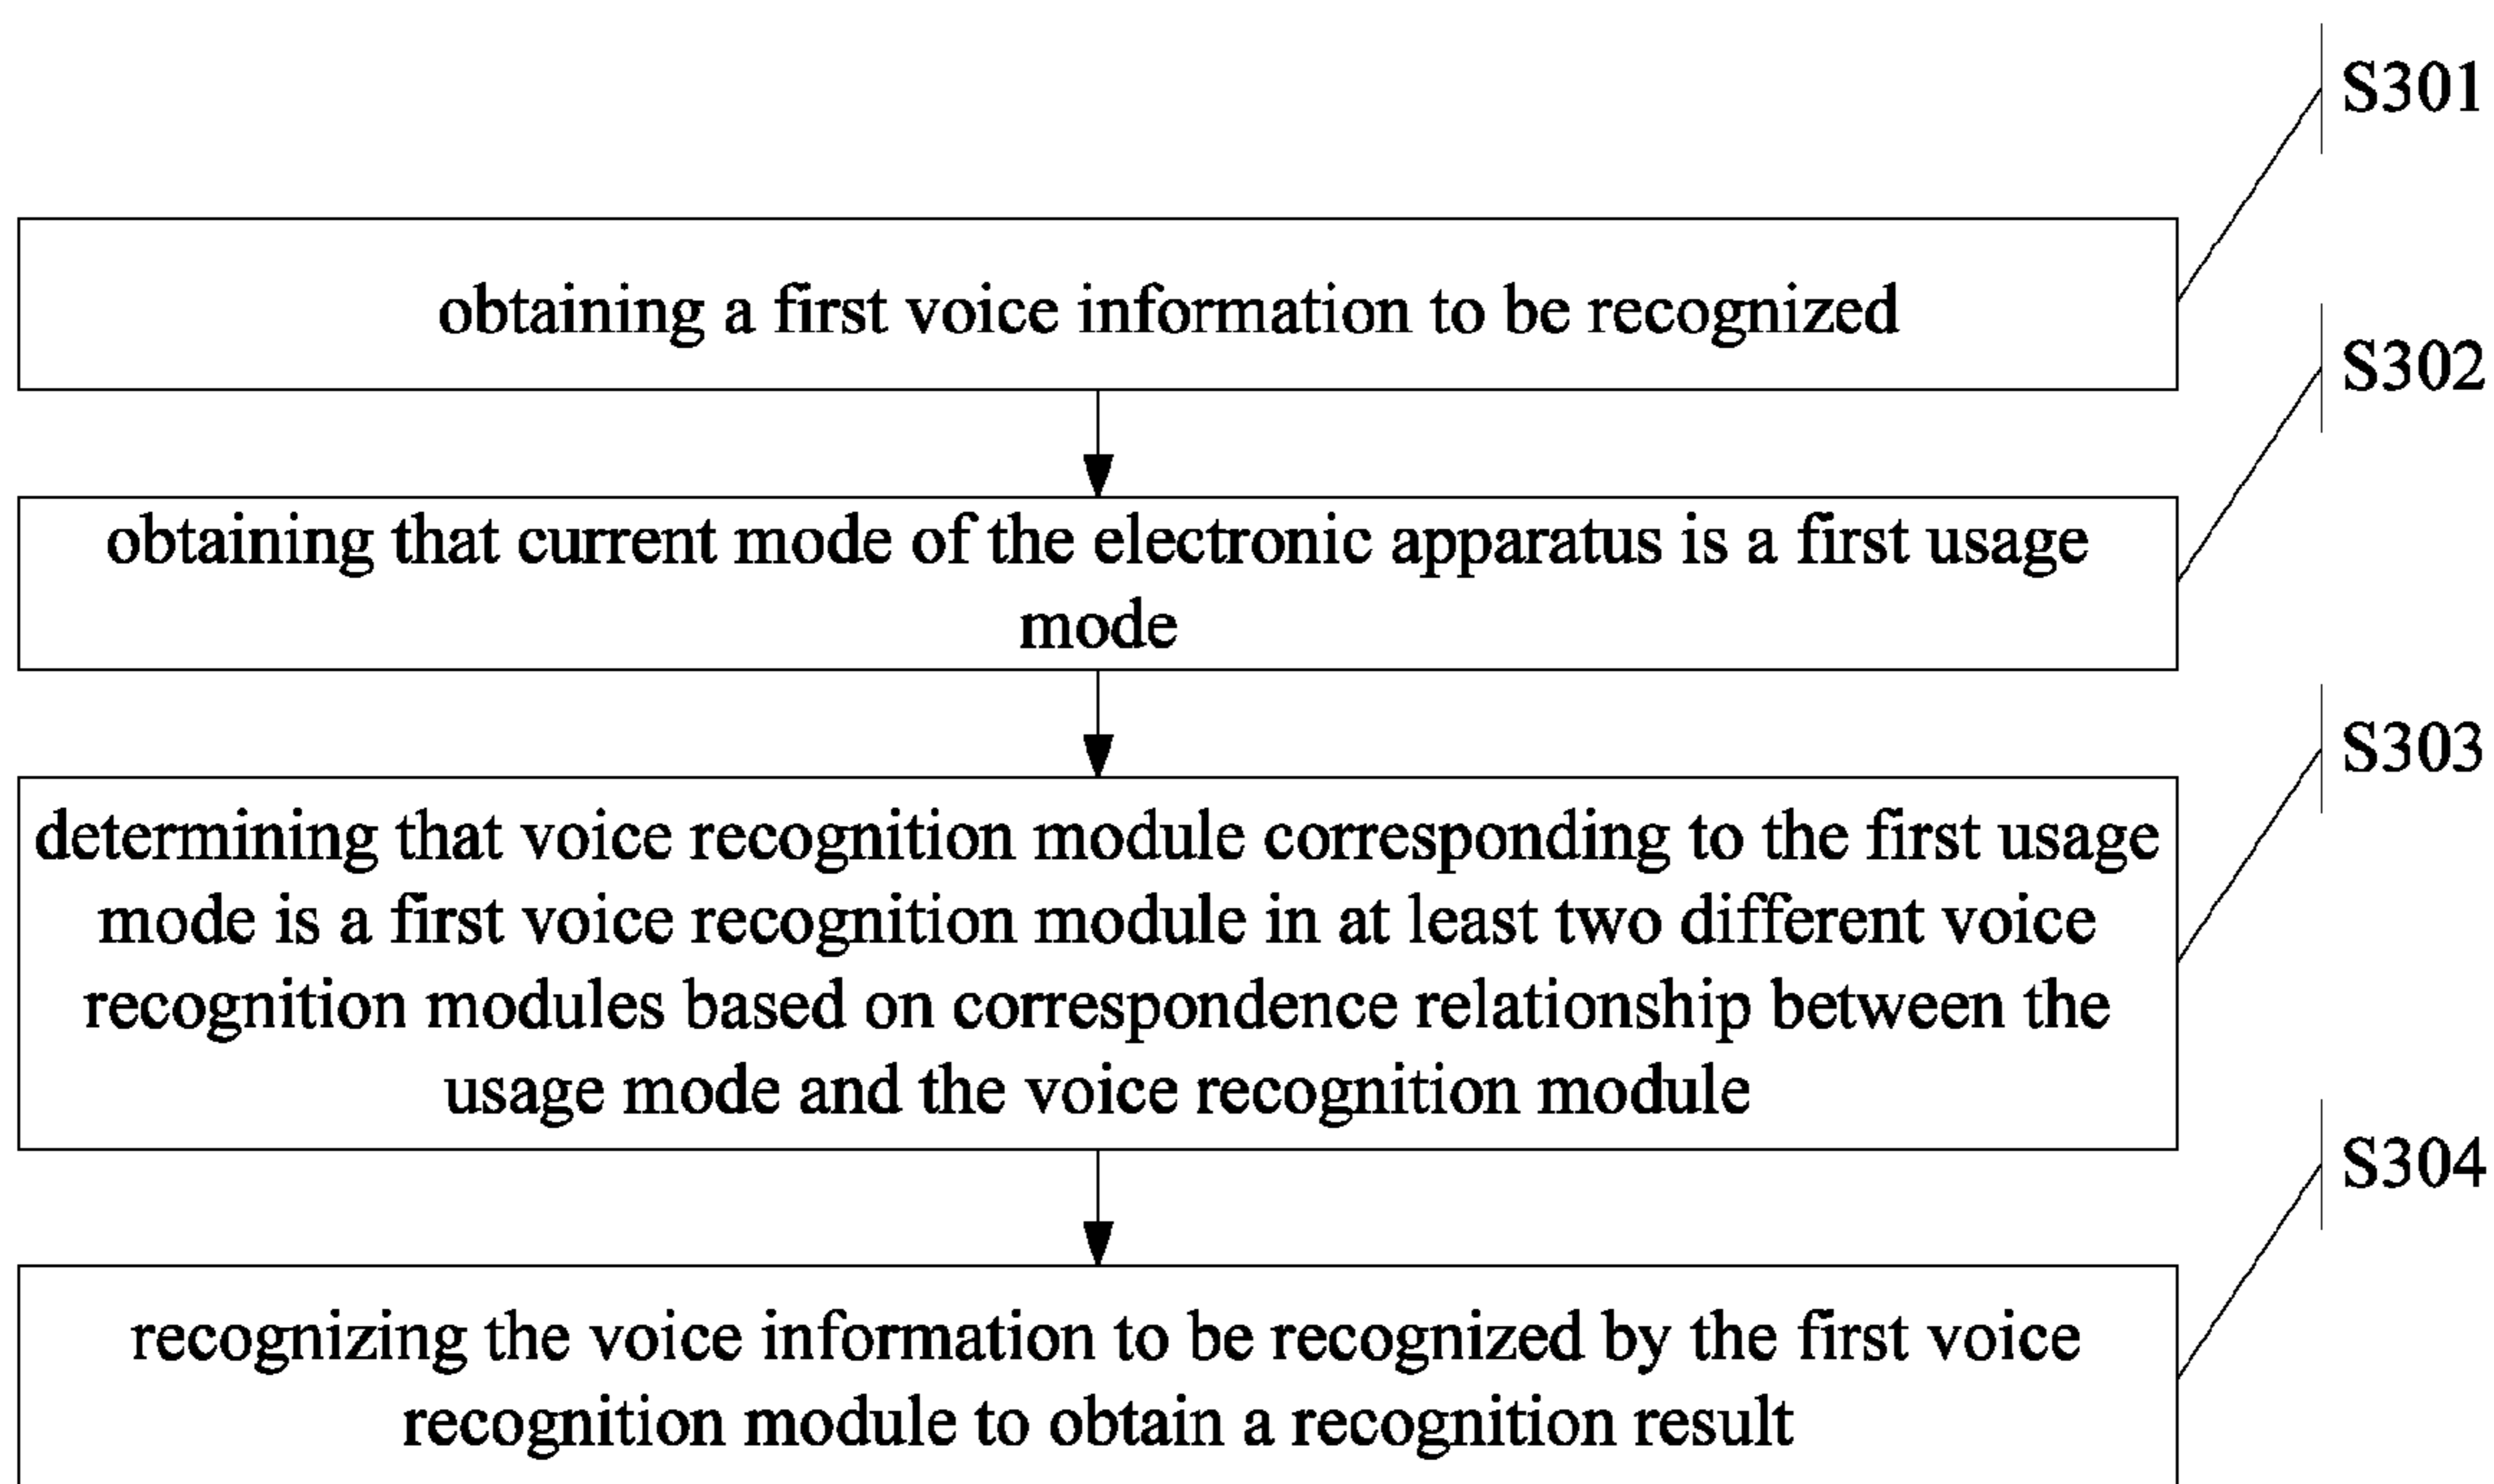 S301
obtaining a first voice information to be recognized
S302
obtaining that current mode of the electronic apparatus is a first usage
mode
S303
determining that voice recognition module corresponding to the first usage
mode is a first voice recognition module in at least two different voice
recognition modules based on correspondence relationship between the
usage mode and the voice recognition module
S304
recognizing the voice information to be recognized by the first voice
recognition module to obtain a recognition result